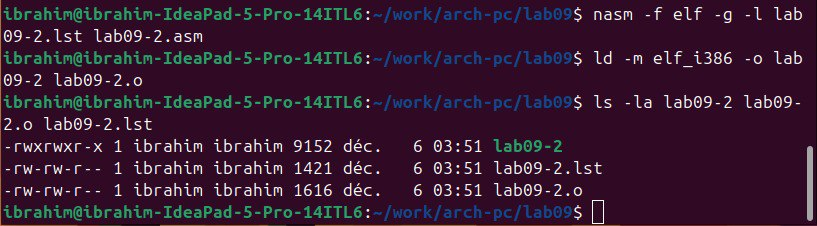 ibrahim@ibrahim-IdeaPad-5-Pro-14ITL6:~/work/arch-pc/lab09$ nasm -f elf -g -l lab
09-2.lst lab09-2.asm
ibrahim@ibrahim-IdeaPad-5-Pro-14ITL6:~/work/arch-pc/lab09$ ld -m elf_i386 -o lab
09-2 lab09-2.o
ibrahim@ibrahim-IdeaPad-5-Pro-14ITL6:~/work/arch-pc/lab09$ ls -la lab09-2 lab09-
2.o lab09-2.lst
-rwxrwxr-x 1 ibrahim ibrahim 9152 déc.   6 03:51 lab09-2
-rw-rw-r-- 1 ibrahim ibrahim 1421 déc.   6 03:51 lab09-2.lst
-rw-rw-r-- 1 ibrahim ibrahim 1616 déc.   6 03:51 lab09-2.o
ibrahim@ibrahim-IdeaPad-5-Pro-14ITL6:~/work/arch-pc/lab09$